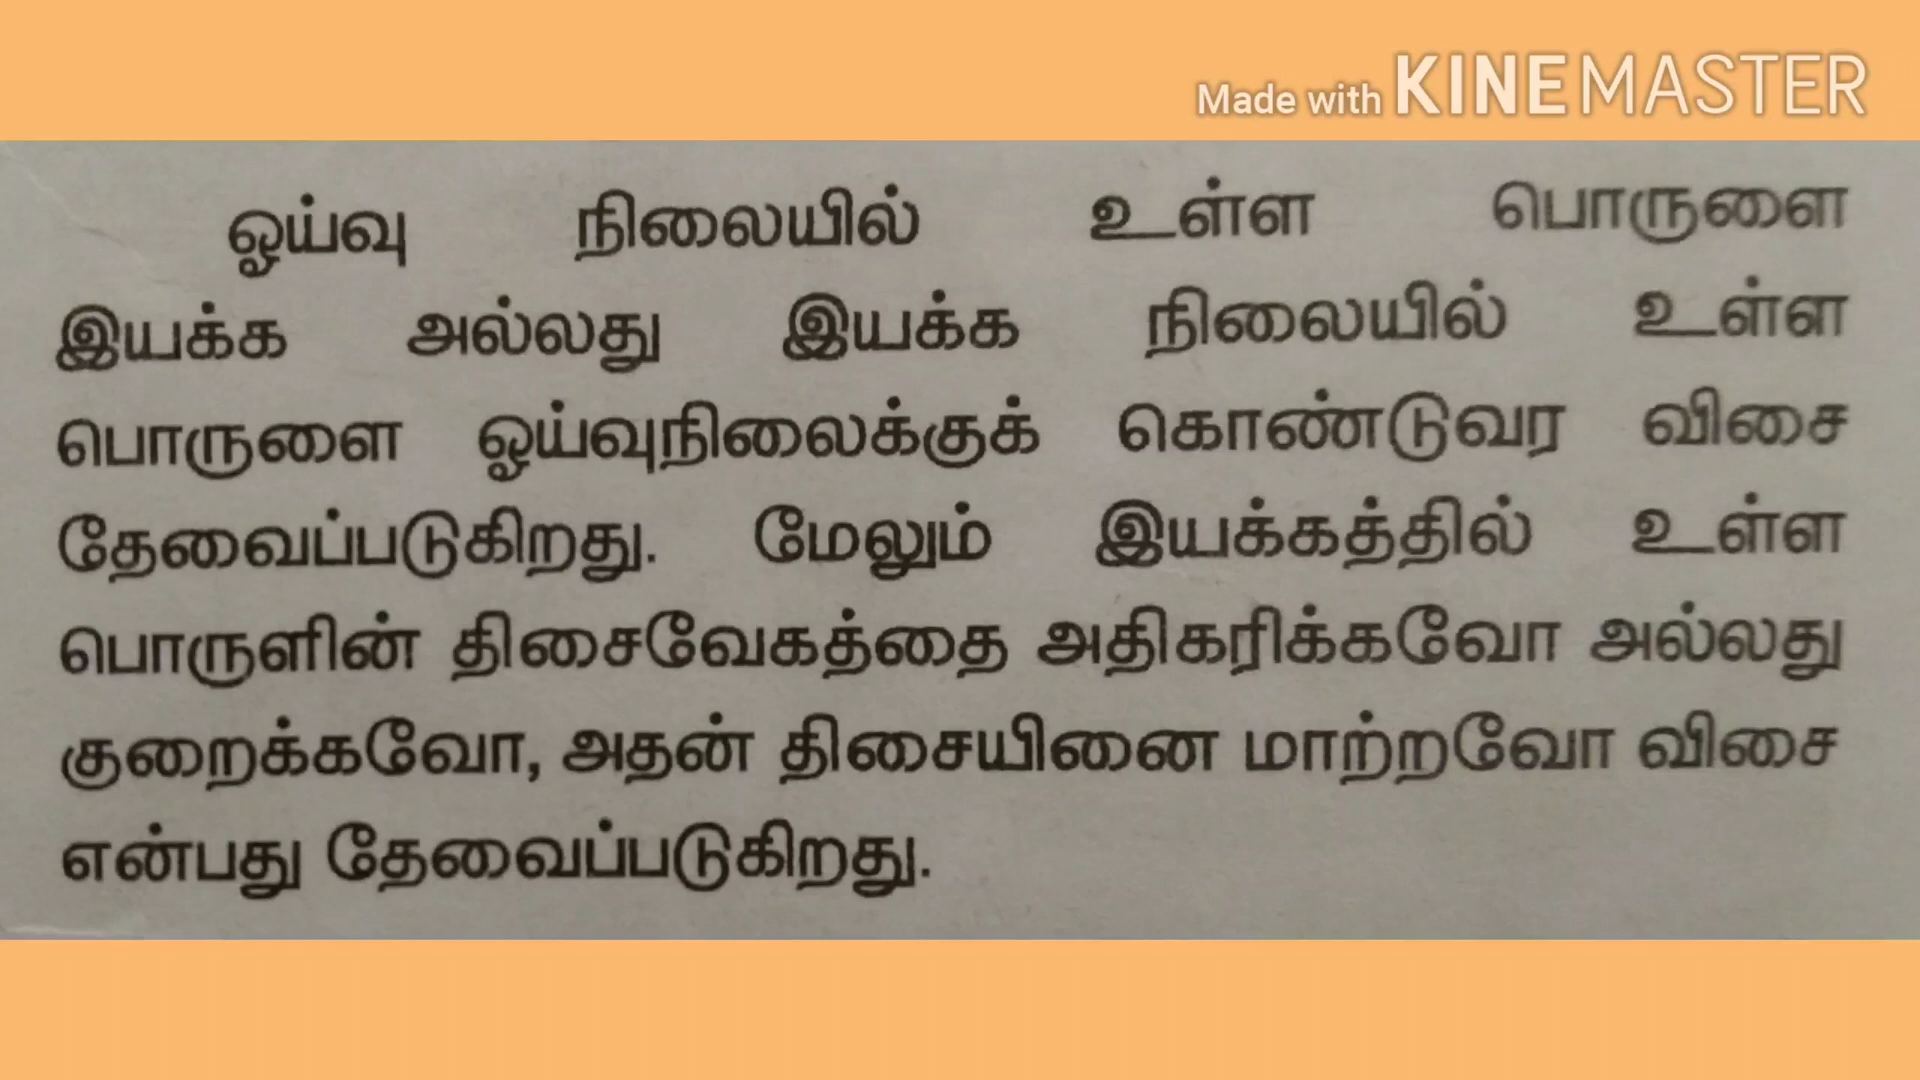 Made with KINEMASTER
ஓய்வு நிலையில் உள்ள பொருளை
இயக்க அல்லது இயக்க நிலையில் உள்ள
பொருளை ஓய்வுநிலைக்குக் கொண்டுவர விசை
தேவைப்படுகிறது. மேலும் இயக்கத்தில் உள்ள
பொருளின் திசைவேகத்தை அதிகரிக்கவோ அல்லது
குறைக்கவோ, அதன் திசையினை மாற்றவோ விசை
என்பது தேவைப்படுகிறது.